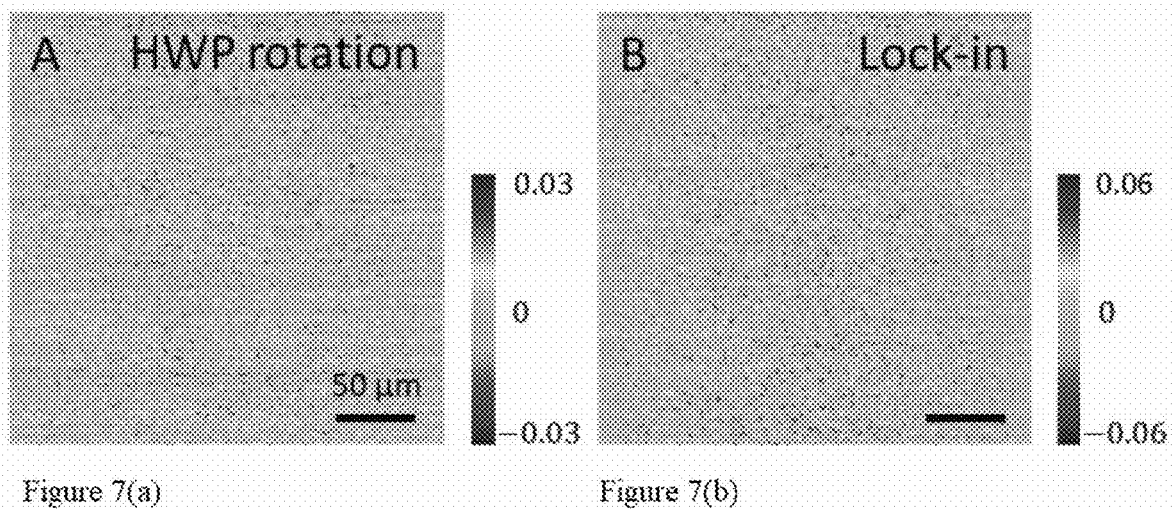 A HWP rotation
50 μm
0.03
0
−0.03
B Lock-in
0.06
0
−0.06
Figure 7(a)
Figure 7(b)